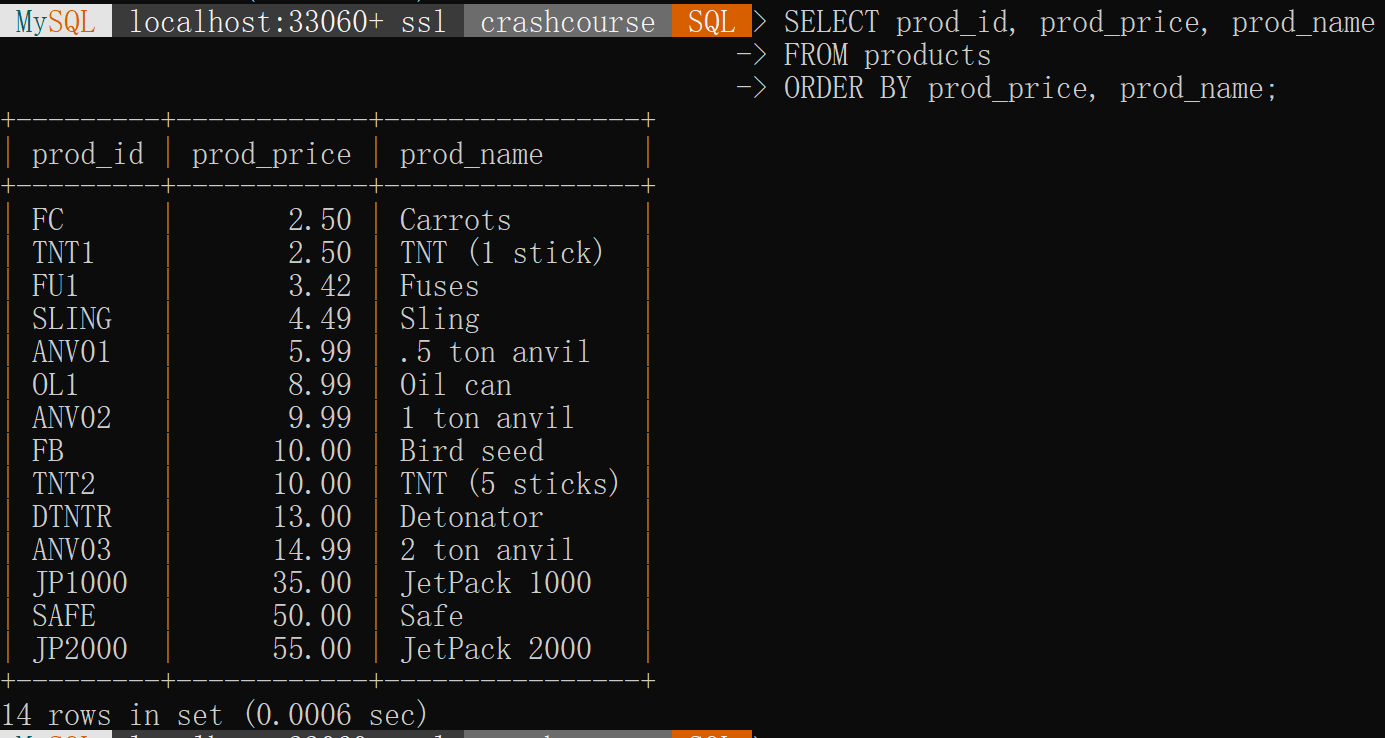 MySQL localhost:33060+ ssl crashcourse SQL > SELECT prod_id, prod_price, prod_name
-> FROM products
-> ORDER BY prod_price, prod_name;
+---------+------------+----------------+
| prod_id | prod_price | prod_name      |
+---------+------------+----------------+
| FC      |       2.50 | Carrots        |
| TNT1    |       2.50 | TNT (1 stick)  |
| FU1     |       3.42 | Fuses          |
| SLING   |       4.49 | Sling          |
| ANV01   |       5.99 | .5 ton anvil   |
| OL1     |       8.99 | Oil can        |
| ANV02   |       9.99 | 1 ton anvil    |
| FB      |      10.00 | Bird seed      |
| TNT2    |      10.00 | TNT (5 sticks) |
| DTNTR   |      13.00 | Detonator      |
| ANV03   |      14.99 | 2 ton anvil    |
| JP1000  |      35.00 | JetPack 1000   |
| SAFE    |      50.00 | Safe           |
| JP2000  |      55.00 | JetPack 2000   |
+---------+------------+----------------+
14 rows in set (0.0006 sec)